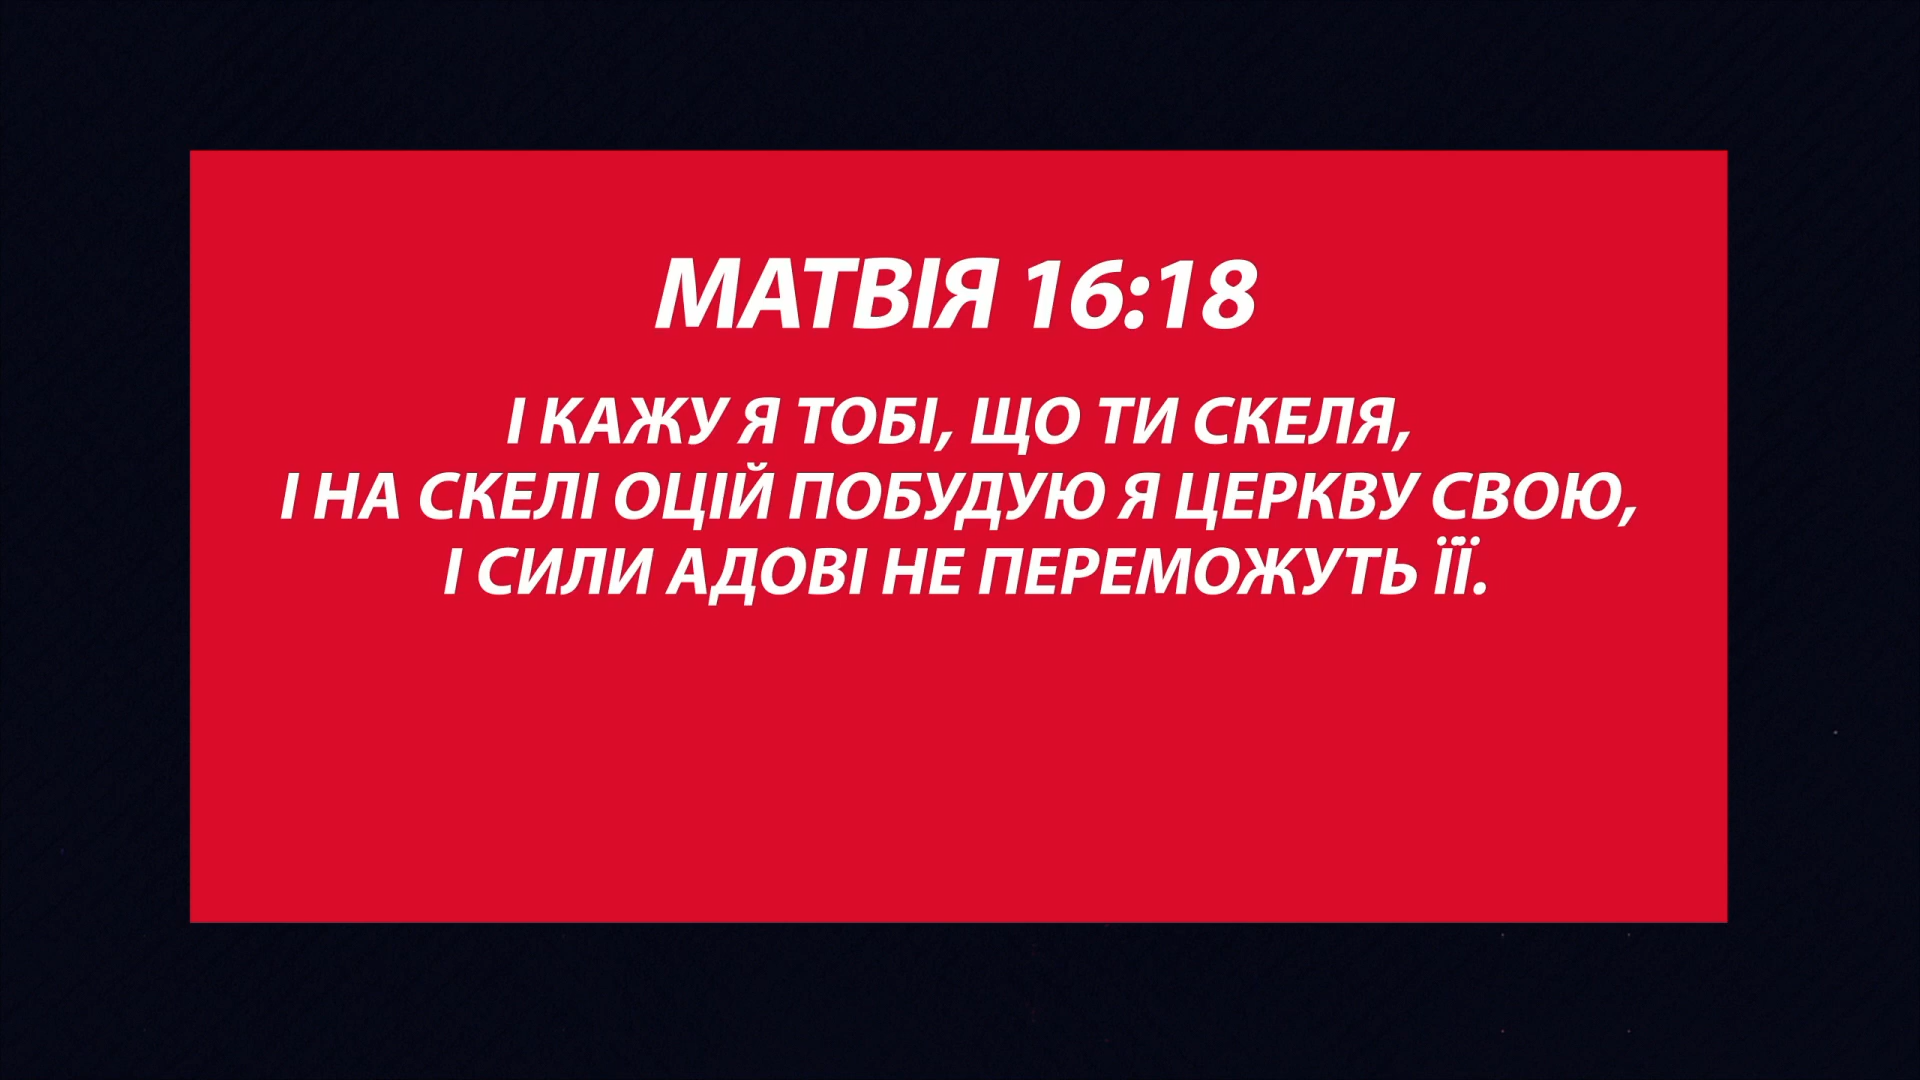 МАТВІЯ 16:18
І КАЖУ Я ТОБІ, ЩО ТИ СКЕЛЯ,
І НА СКЕЛІ ОЦІЙ ПОБУДУЮ Я ЦЕРКВУ СВОЮ,
І СИЛИ АДОВІ НЕ ПЕРЕМОЖУТЬ ЇЇ.